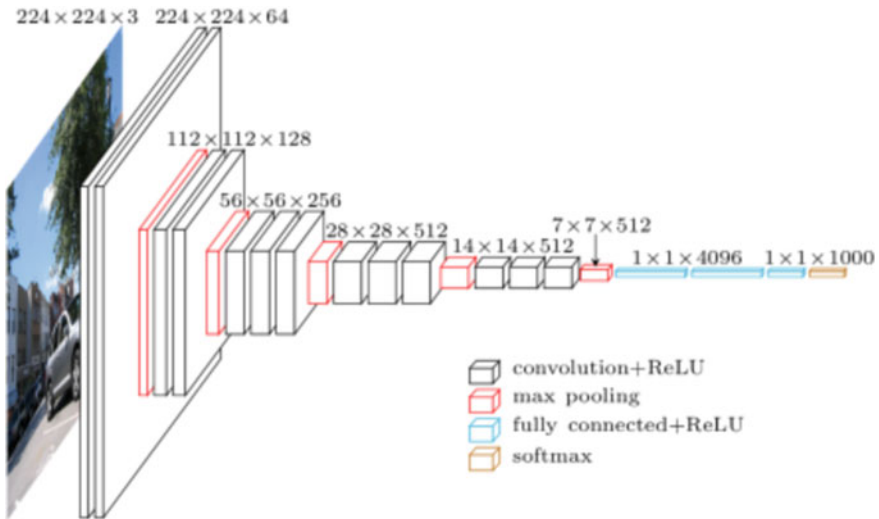 224×224×3
224×224×64
112×112×128
56×56×256
28×28×512
14×14×512
7×7×512
1×1×4096
1×1×1000
convolution+ReLU
max pooling
fully connected+ReLU
softmax